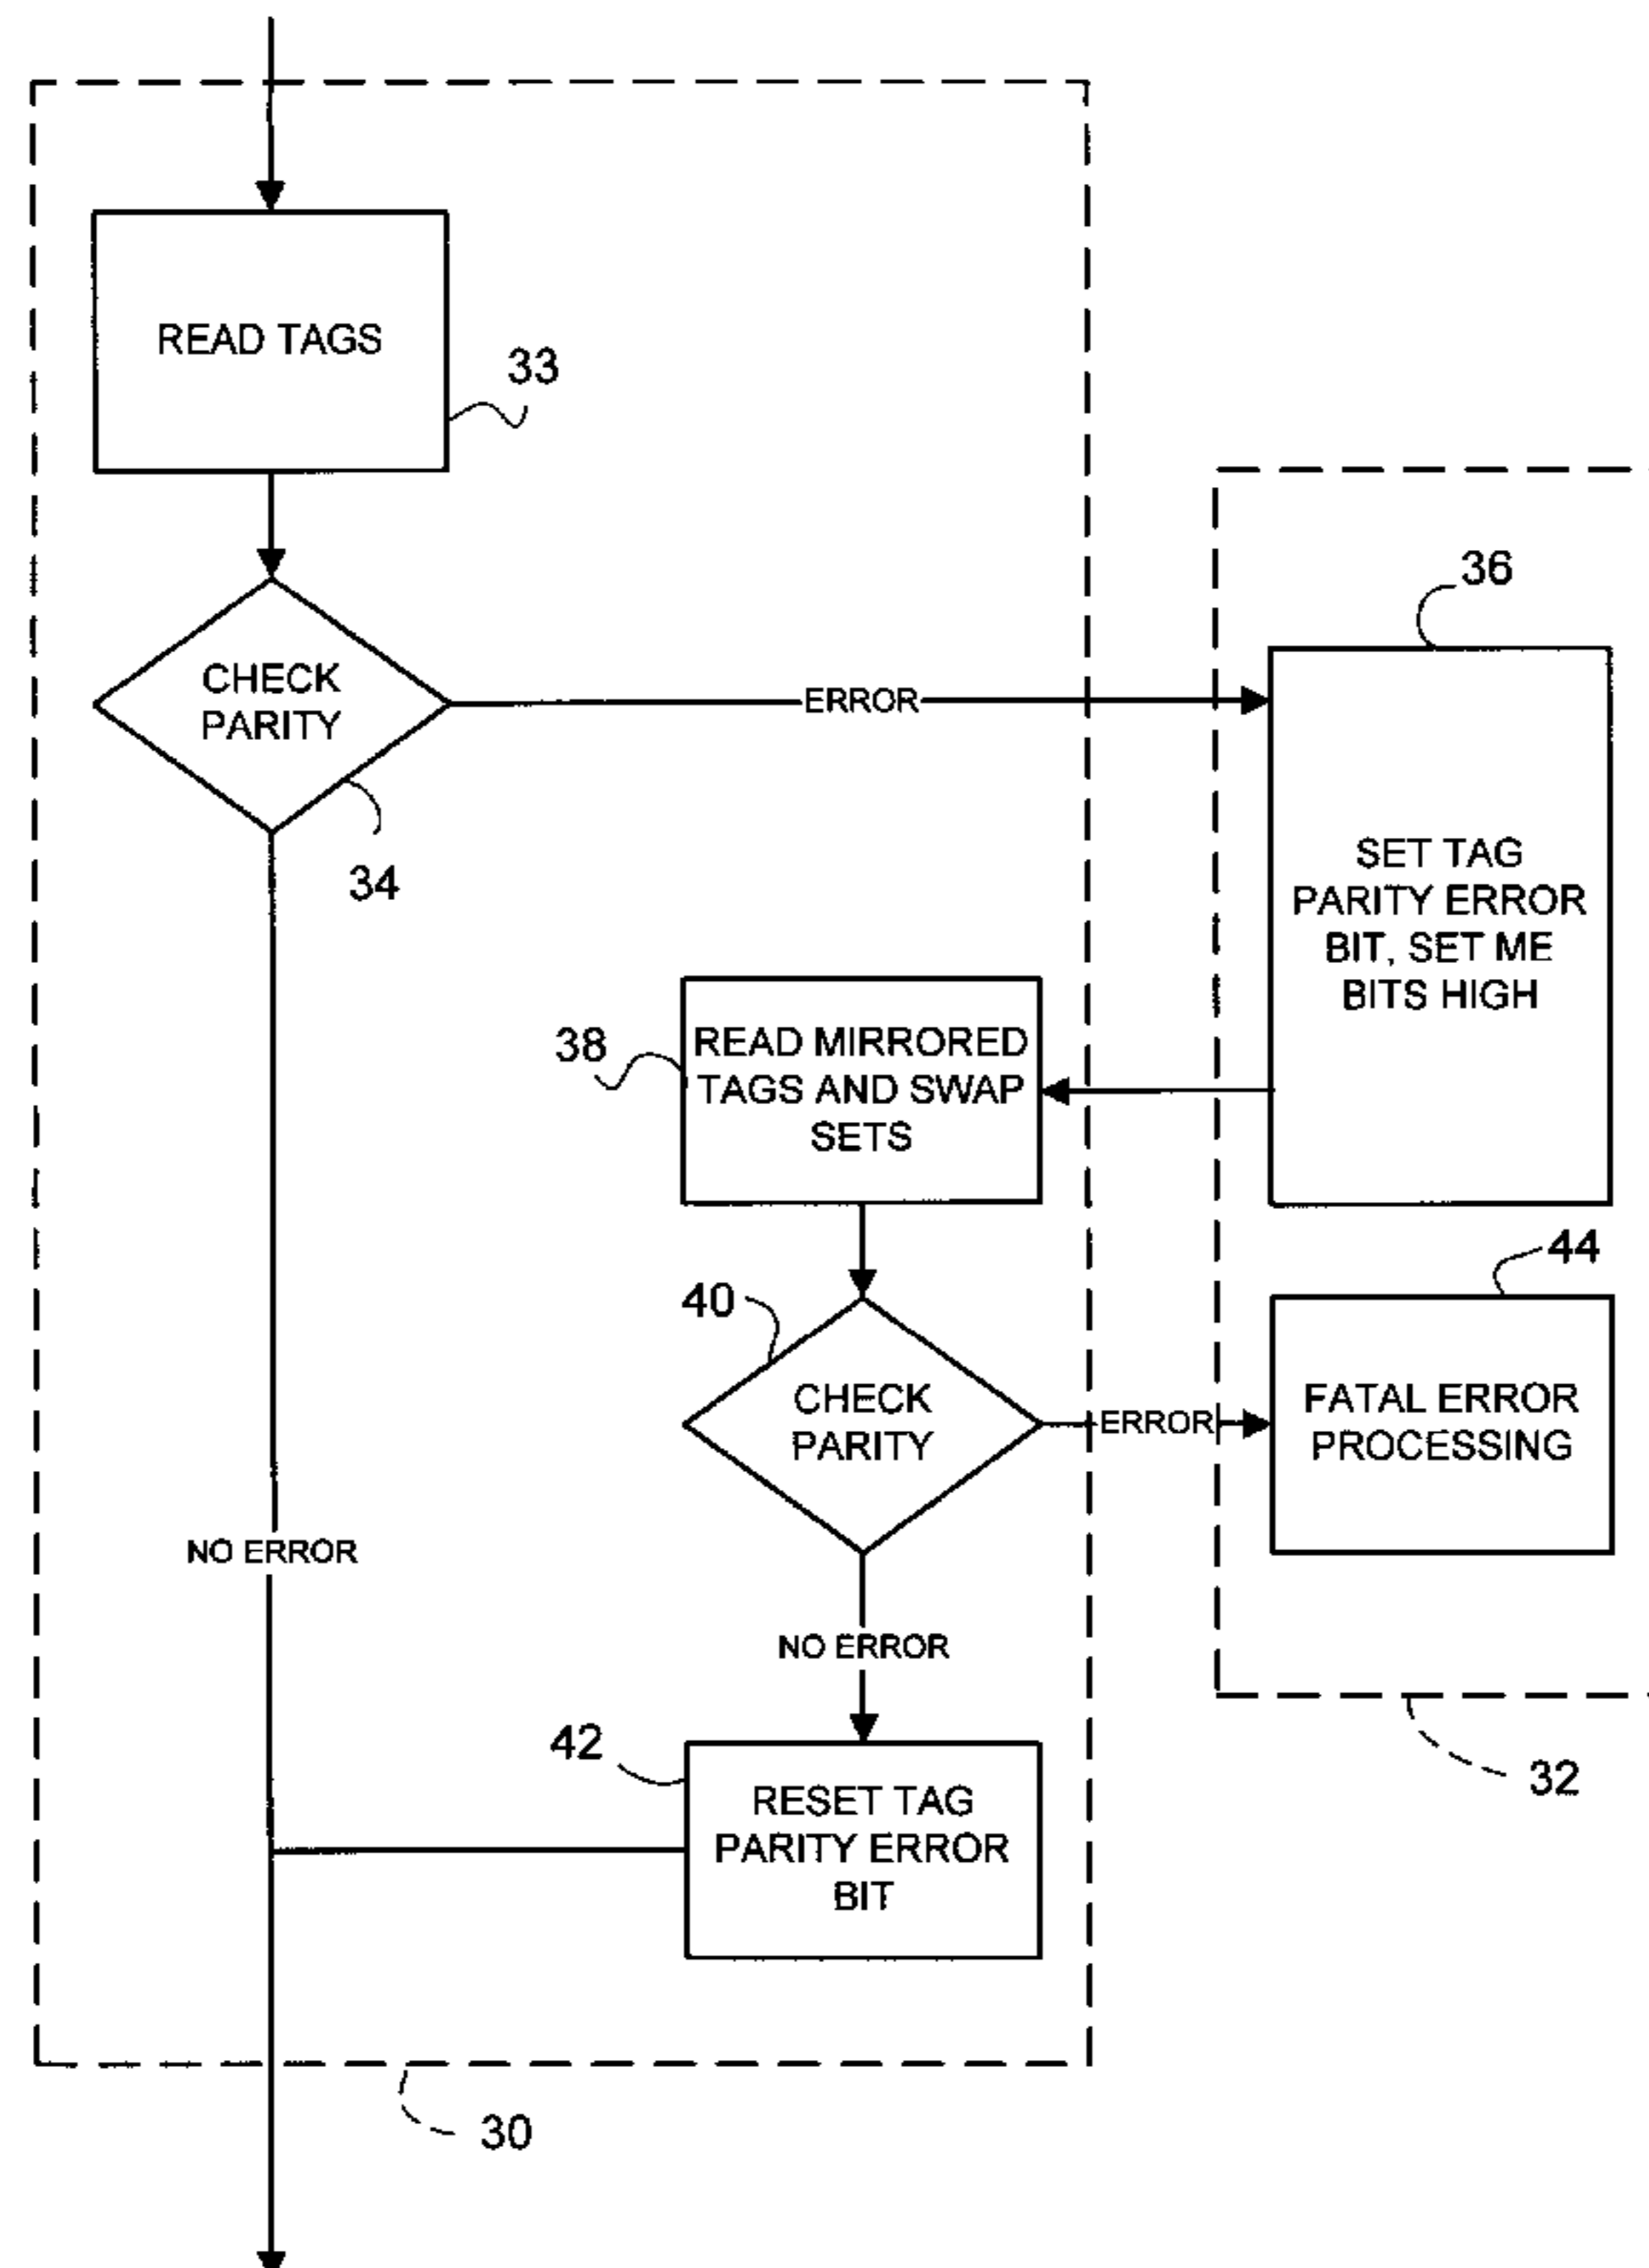 READ TAGS
33
CHECK
PARITY
34
ERROR
36
SET TAG
PARITY ERROR
BIT, SET ME
BITS HIGH
38
READ MIRRORED
TAGS AND SWAP
SETS
40
CHECK
PARITY
ERROR
44
FATAL ERROR
PROCESSING
NO ERROR
NO ERROR
42
RESET TAG
PARITY ERROR
BIT
32
30